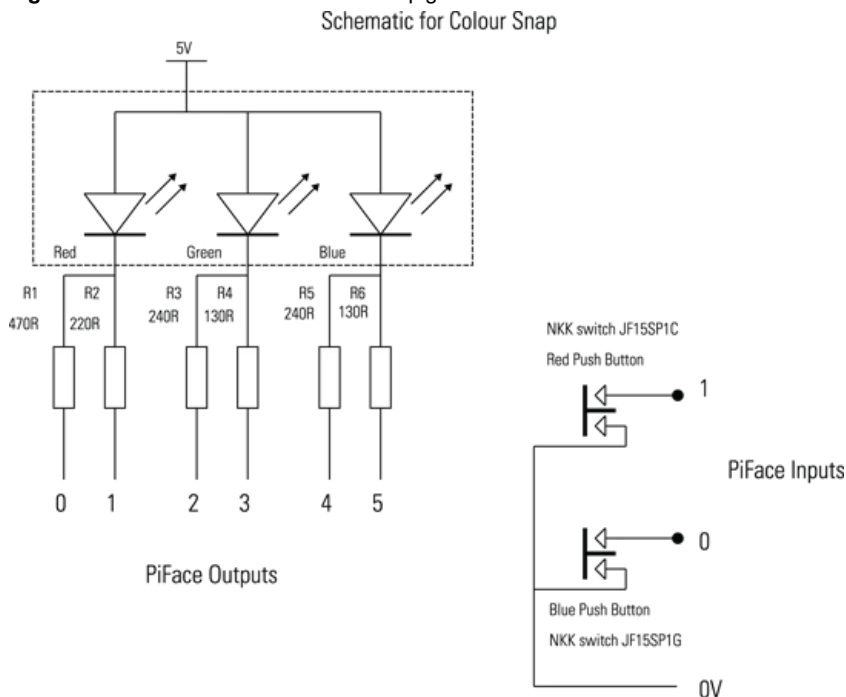 Schematic for Colour Snap
5V
Red Green Blue
R1 R2 R3 R4 R5 R6
470R 220R 240R 130R 240R 130R
0 1 2 3 4 5
PiFace Outputs
NKK switch JF15SP1C
Red Push Button
1
PiFace Inputs
0
Blue Push Button
NKK switch JF15SP1G
0V